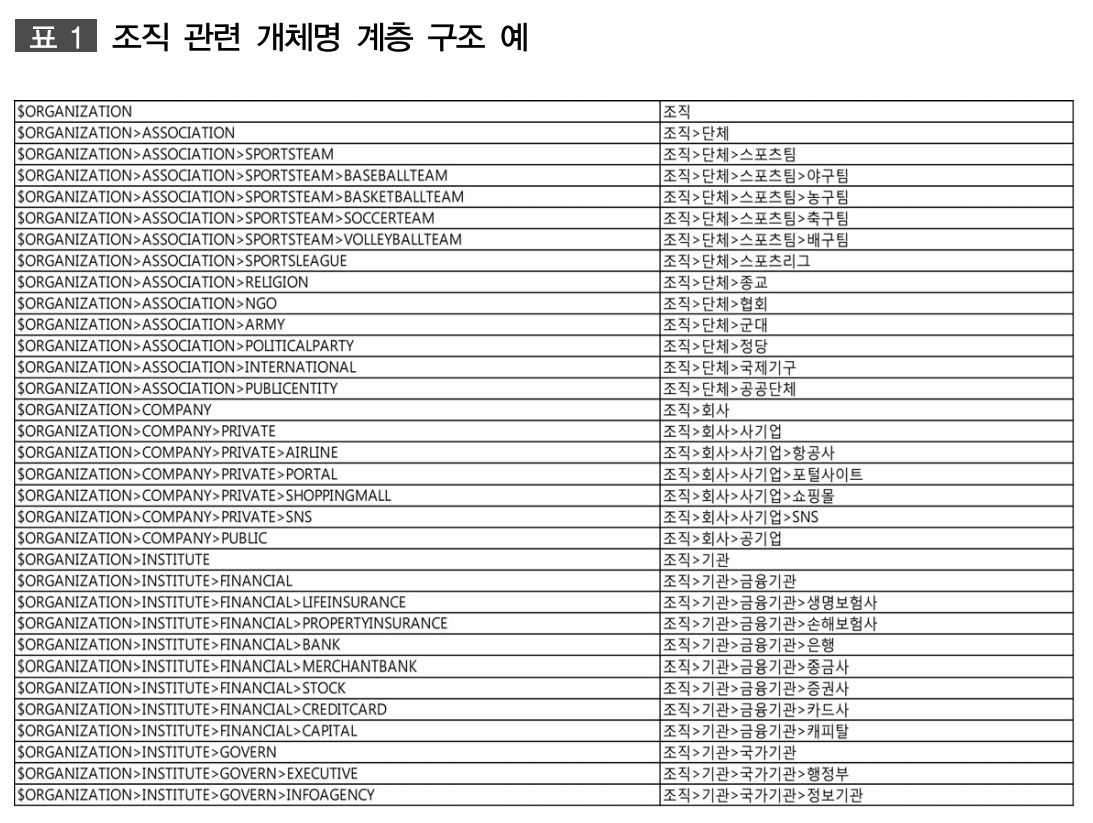 표 1 조직 관련 개체명 계층 구조 예
$ORGANIZATION 조직
$ORGANIZATION>ASSOCIATION 조직>단체
$ORGANIZATION>ASSOCIATION>SPORTSTEAM 조직>단체>스포츠팀
$ORGANIZATION>ASSOCIATION>SPORTSTEAM>BASEBALLTEAM 조직>단체>스포츠팀>야구팀
$ORGANIZATION>ASSOCIATION>SPORTSTEAM>BASKETBALLTEAM 조직>단체>스포츠팀>농구팀
$ORGANIZATION>ASSOCIATION>SPORTSTEAM>SOCCERTEAM 조직>단체>스포츠팀>축구팀
$ORGANIZATION>ASSOCIATION>SPORTSTEAM>VOLLEYBALLTEAM 조직>단체>스포츠팀>배구팀
$ORGANIZATION>ASSOCIATION>SPORTSLEAGUE 조직>단체>스포츠리그
$ORGANIZATION>ASSOCIATION>RELIGION 조직>단체>종교
$ORGANIZATION>ASSOCIATION>NGO 조직>단체>협회
$ORGANIZATION>ASSOCIATION>ARMY 조직>단체>군대
$ORGANIZATION>ASSOCIATION>POLITICALPARTY 조직>단체>정당
$ORGANIZATION>ASSOCIATION>INTERNATIONAL 조직>단체>국제기구
$ORGANIZATION>ASSOCIATION>PUBLICENTITY 조직>단체>공공단체
$ORGANIZATION>COMPANY 조직>회사
$ORGANIZATION>COMPANY>PRIVATE 조직>회사>사기업
$ORGANIZATION>COMPANY>PRIVATE>AIRLINE 조직>회사>사기업>항공사
$ORGANIZATION>COMPANY>PRIVATE>PORTAL 조직>회사>사기업>포털사이트
$ORGANIZATION>COMPANY>PRIVATE>SHOPPINGMALL 조직>회사>사기업>쇼핑몰
$ORGANIZATION>COMPANY>PRIVATE>SNS 조직>회사>사기업>SNS
$ORGANIZATION>COMPANY>PUBLIC 조직>회사>공기업
$ORGANIZATION>INSTITUTE 조직>기관
$ORGANIZATION>INSTITUTE>FINANCIAL 조직>기관>금융기관
$ORGANIZATION>INSTITUTE>FINANCIAL>LIFEINSURANCE 조직>기관>금융기관>생명보험사
$ORGANIZATION>INSTITUTE>FINANCIAL>PROPERTYINSURANCE 조직>기관>금융기관>손해보험사
$ORGANIZATION>INSTITUTE>FINANCIAL>BANK 조직>기관>금융기관>은행
$ORGANIZATION>INSTITUTE>FINANCIAL>MERCHANTBANK 조직>기관>금융기관>종금사
$ORGANIZATION>INSTITUTE>FINANCIAL>STOCK 조직>기관>금융기관>증권사
$ORGANIZATION>INSTITUTE>FINANCIAL>CREDITCARD 조직>기관>금융기관>카드사
$ORGANIZATION>INSTITUTE>FINANCIAL>CAPITAL 조직>기관>금융기관>캐피탈
$ORGANIZATION>INSTITUTE>GOVERN 조직>기관>국가기관
$ORGANIZATION>INSTITUTE>GOVERN>EXECUTIVE 조직>기관>국가기관>행정부
$ORGANIZATION>INSTITUTE>GOVERN>INFOAGENCY 조직>기관>국가기관>정보기관